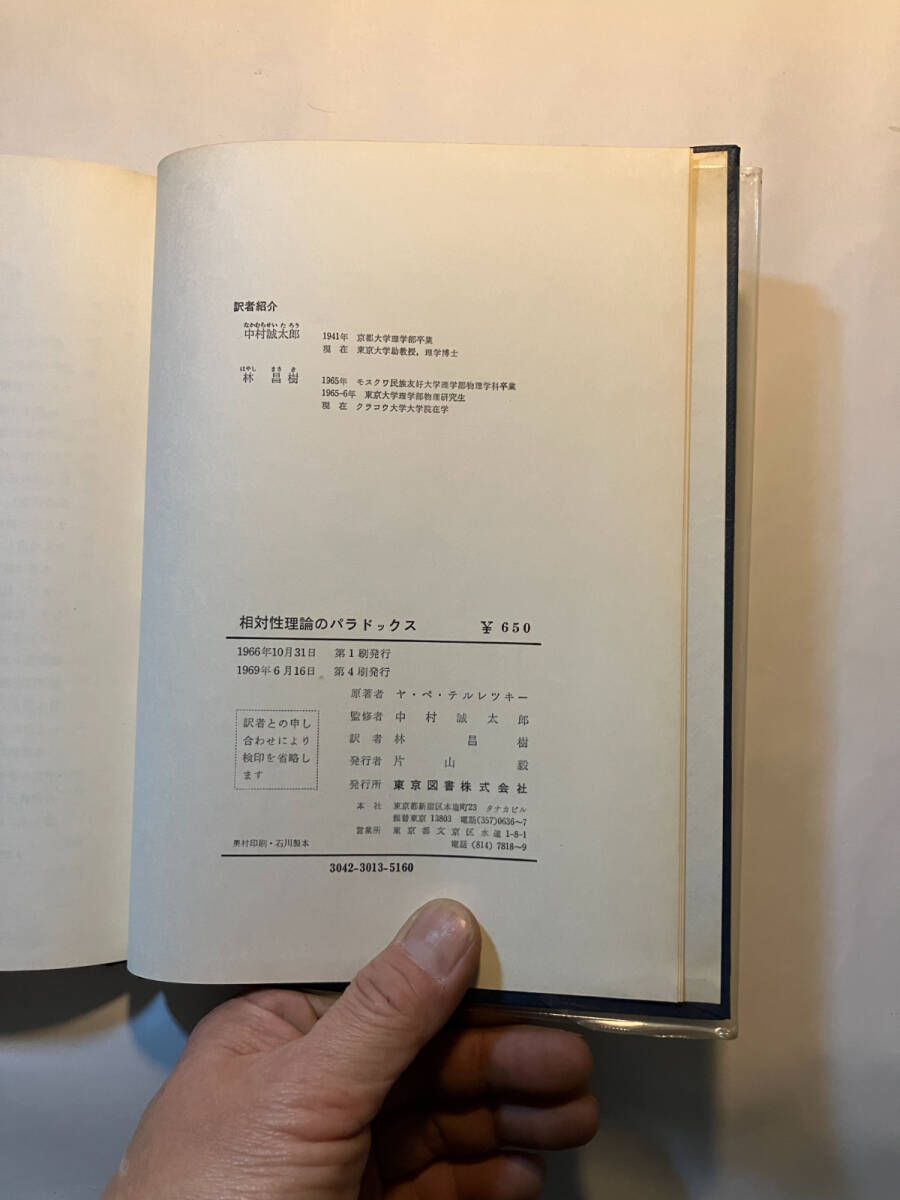 訳者紹介
なかむらせいたろう
中村誠太郎
1941年 京都大学理学部卒業
現在 東京大学助教授,理学博士
はやし まさき
林 昌樹
1965年 モスクワ民族友好大学理学部物理学科卒業
1965-6年 東京大学理学部物理研究生
現在 クラコウ大学大学院在学
相対性理論のパラドックス ¥650
1966年10月31日 第1刷発行
1969年6月16日 第4刷発行
原著者 ヤ・ペ・テルレツキー
監修者 中村誠太郎
訳者 林昌樹
発行者 片山毅
発行所 東京図書株式会社
訳者との申し
合わせにより
検印を省略し
ます
本社 東京都新宿区本塩町23 タナカビル
振替東京 13803 電話(357)0636~7
営業所 東京都文京区水道1-8-1
電話(814)7818~9
奥村印刷・石川製本
3042-3013-5160